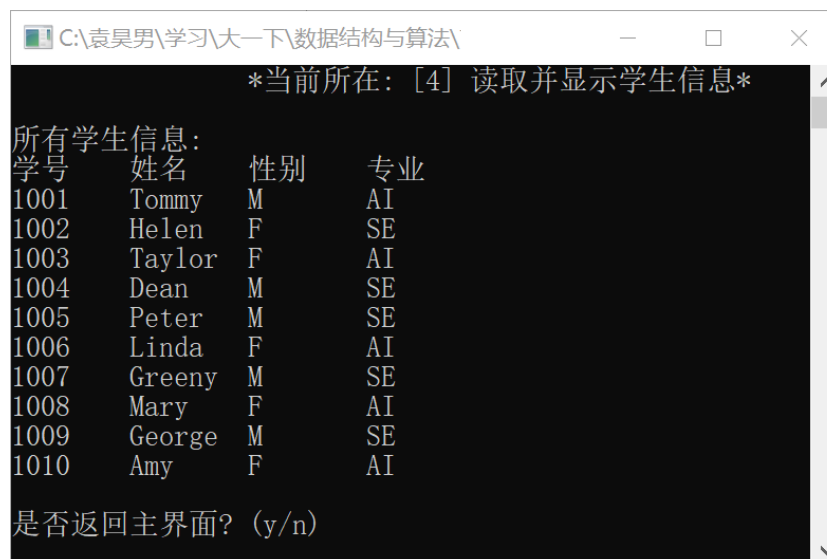 C:\袁昊男\学习\大一下\数据结构与算法\
*当前所在: [4] 读取并显示学生信息*
所有学生信息:
学号 姓名 性别 专业
1001 Tommy M AI
1002 Helen F SE
1003 Taylor F AI
1004 Dean M SE
1005 Peter M SE
1006 Linda F AI
1007 Greeny M SE
1008 Mary F AI
1009 George M SE
1010 Amy F AI
是否返回主界面? (y/n)